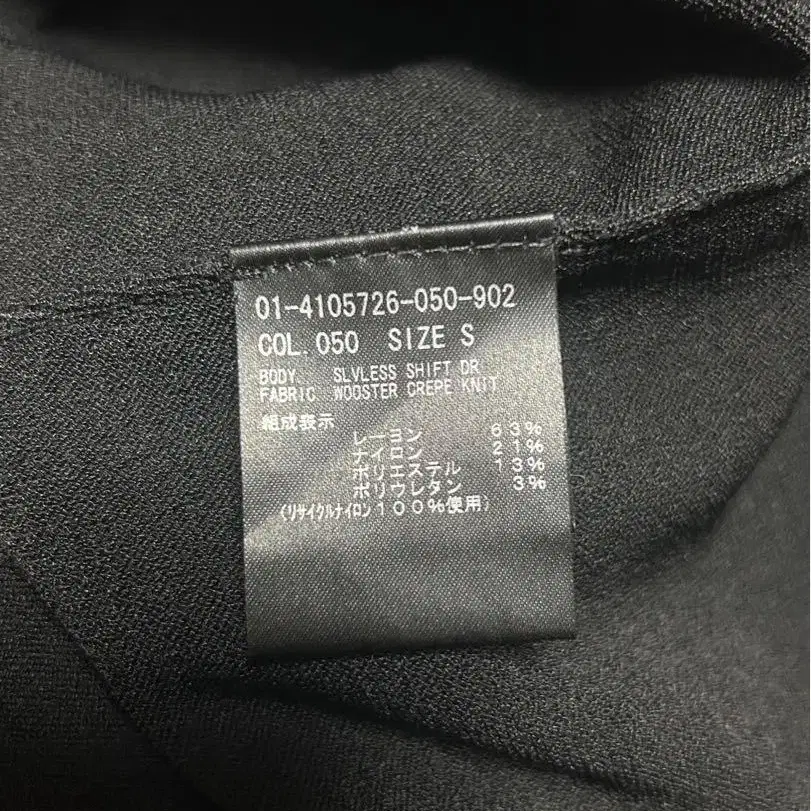 01-4105726-050-902
COL.050 SIZE S
BODY SLVLESS SHIFT DR
FABRIC WOOSTER CREPE KNIT
組成表示
レーヨン 63%
ナイロン 21%
ポリエステル 13%
ポリウレタン 3%
(リサイクルナイロン100%使用)